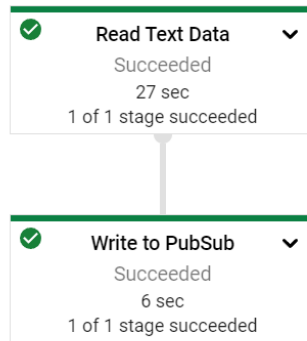 Read Text Data
Succeeded
27 sec
1 of 1 stage succeeded
Write to PubSub
Succeeded
6 sec
1 of 1 stage succeeded